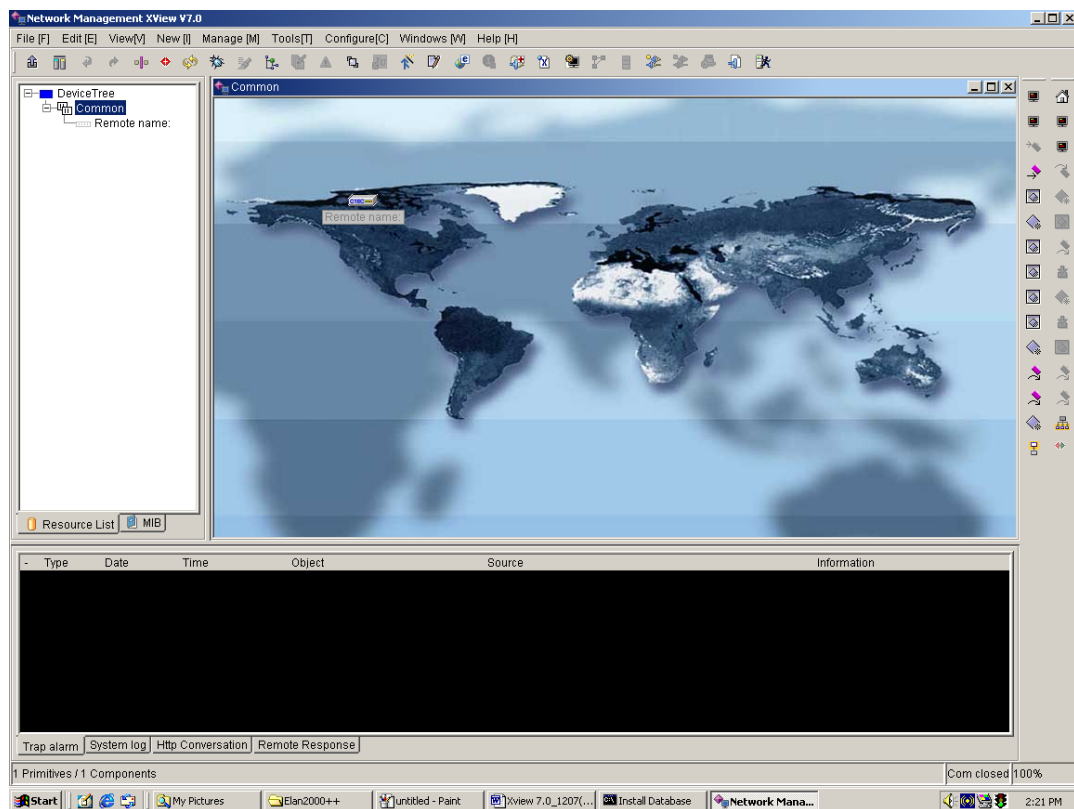 Network Management XView V7.0
File [F] Edit[E] View[V] New [I] Manage [M] Tools[T] Configure[C] Windows [W] Help [H]
DeviceTree
Common
Remote name:
Common
Remote name:
Resource List MIB
- Type Date Time Object Source Information
Trap alarm System log Http Conversation Remote Response
1 Primitives / 1 Components Com closed 100%
Start My Pictures Elan2000++ untitled - Paint Xview 7.0_1207(... Install Database Network Mana... 2:21 PM